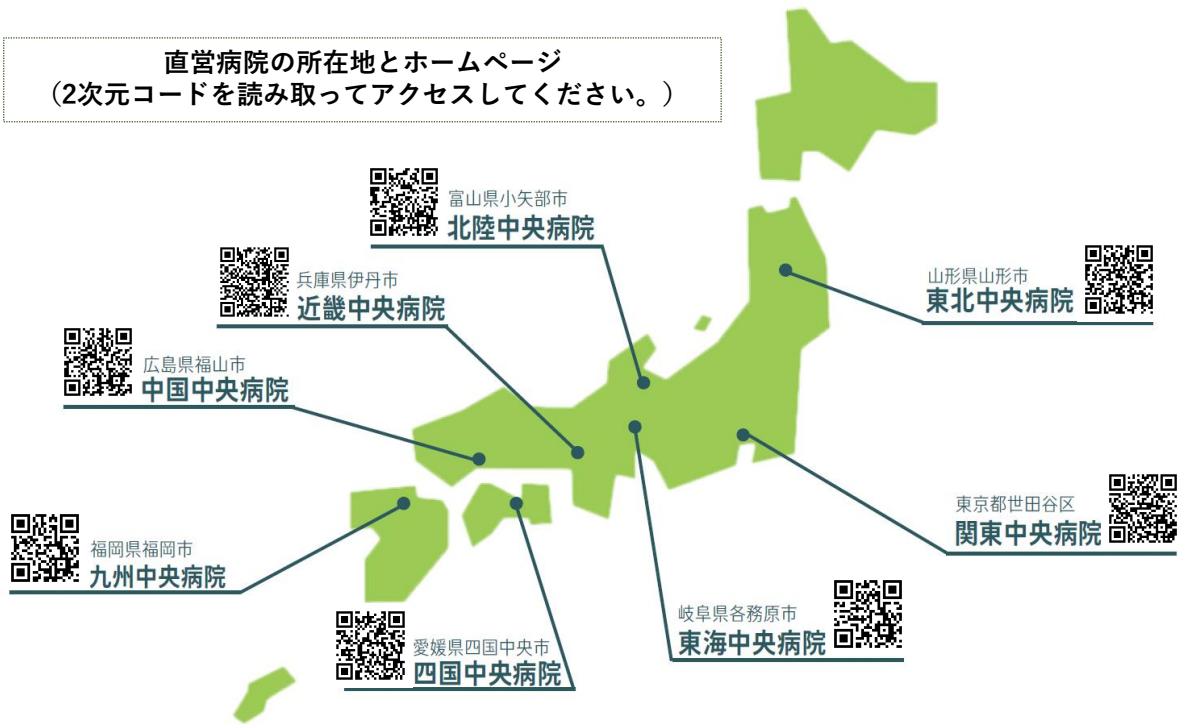 直営病院の所在地とホームページ
（2次元コードを読み取ってアクセスしてください。）
富山県小矢部市
北陸中央病院
兵庫県伊丹市
近畿中央病院
山形県山形市
東北中央病院
広島県福山市
中国中央病院
東京都世田谷区
関東中央病院
福岡県福岡市
九州中央病院
岐阜県各務原市
東海中央病院
愛媛県四国中央市
四国中央病院